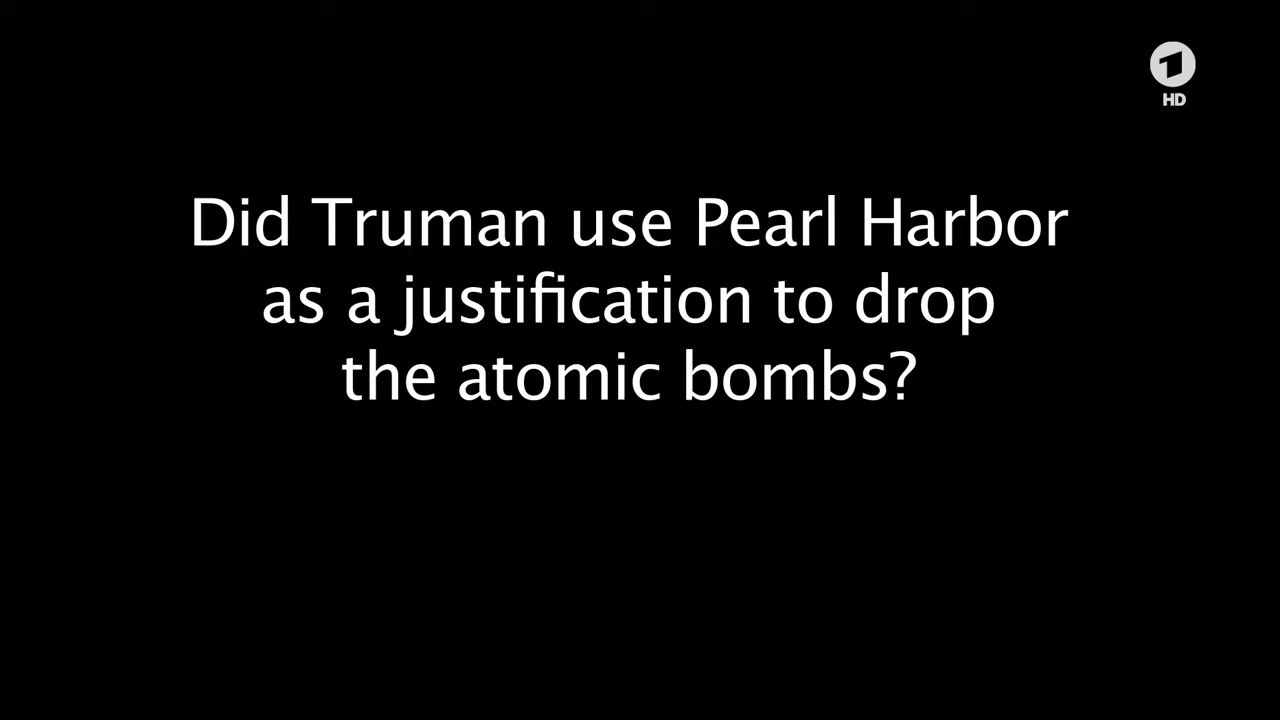 1
HD
Did Truman use Pearl Harbor
as a justification to drop
the atomic bombs?